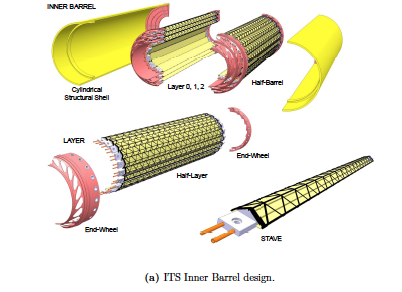 INNER BARREL
Cylindrical
Structural Shell
Layer 0, 1, 2
Half-Barrel
LAYER
End-Wheel
Half-Layer
End-Wheel
STAVE
(a) ITS Inner Barrel design.